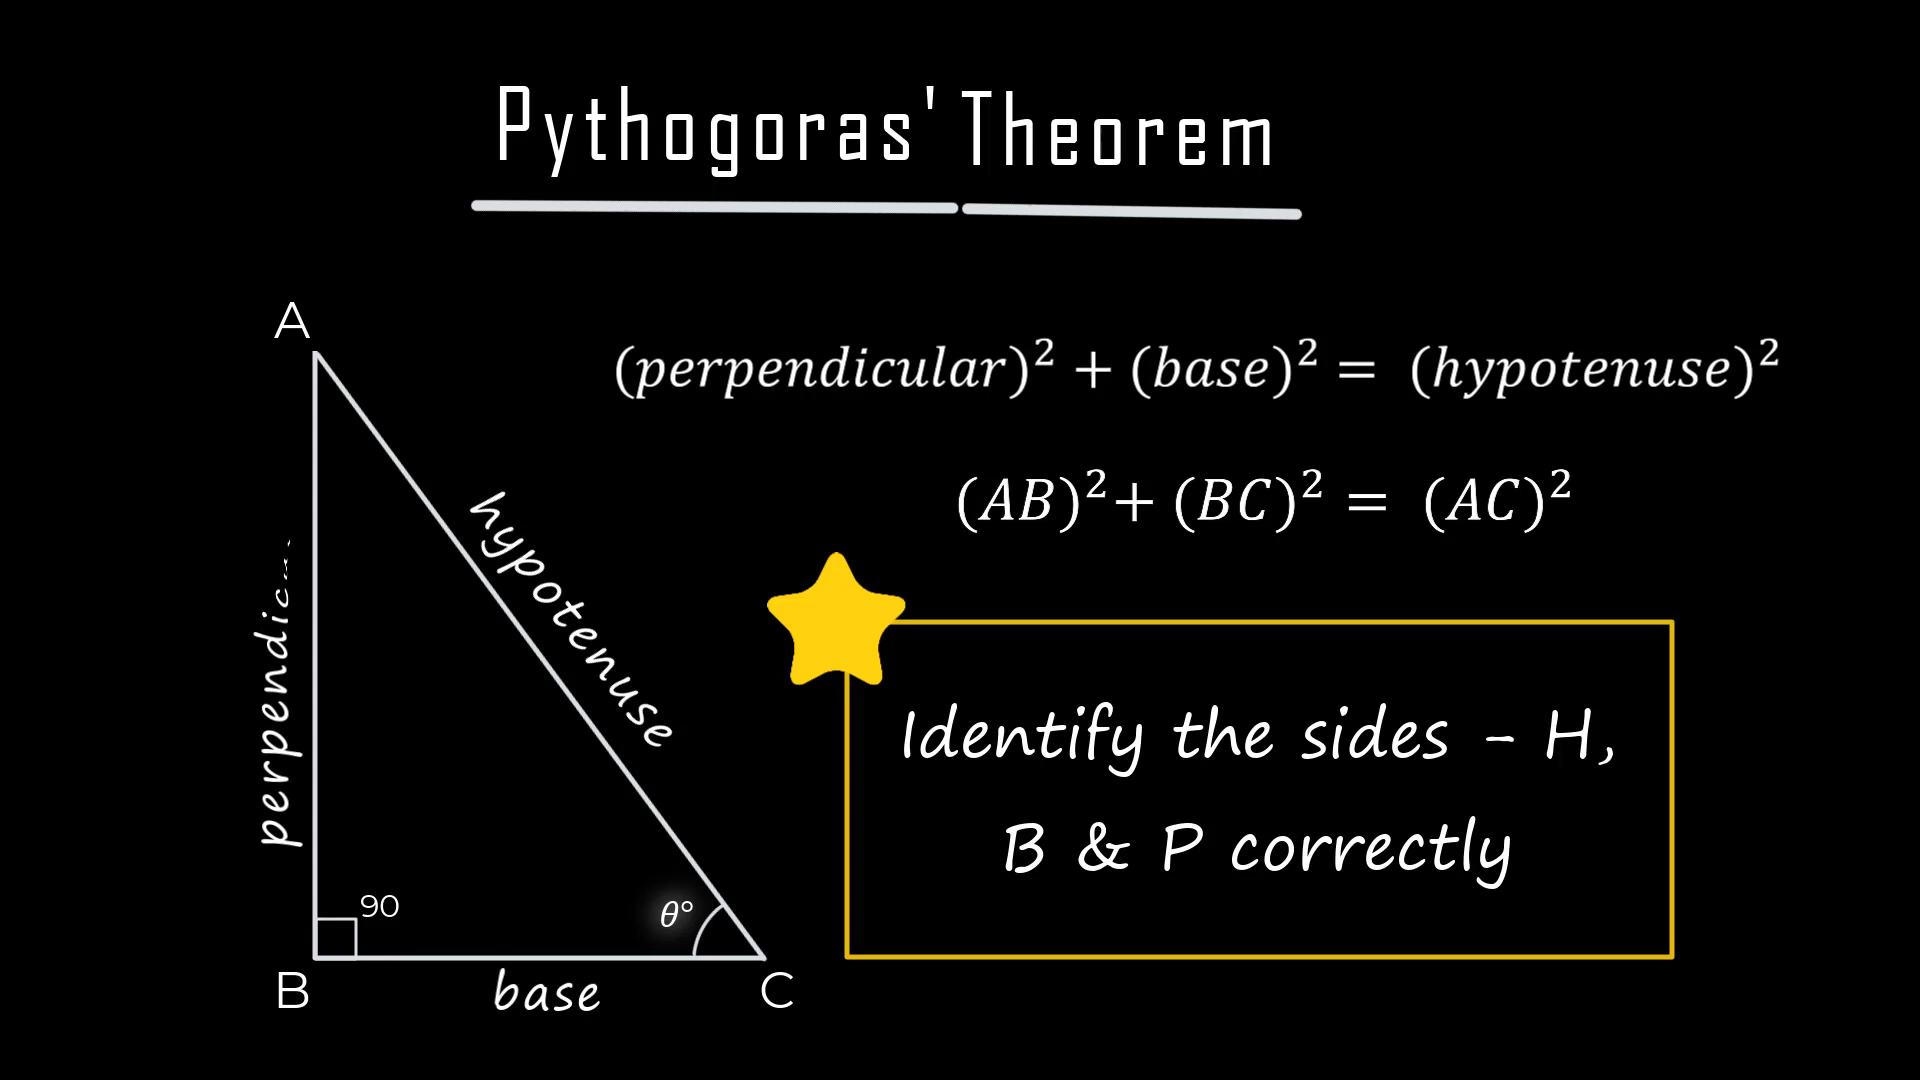 Pythogoras' Theorem
A
(perpendicular)² + (base)² = (hypotenuse)²
(AB)²+ (BC)² = (AC)²
hypotenuse
Identify the sides - H,
B & P correctly
90
θ°
B
base
C